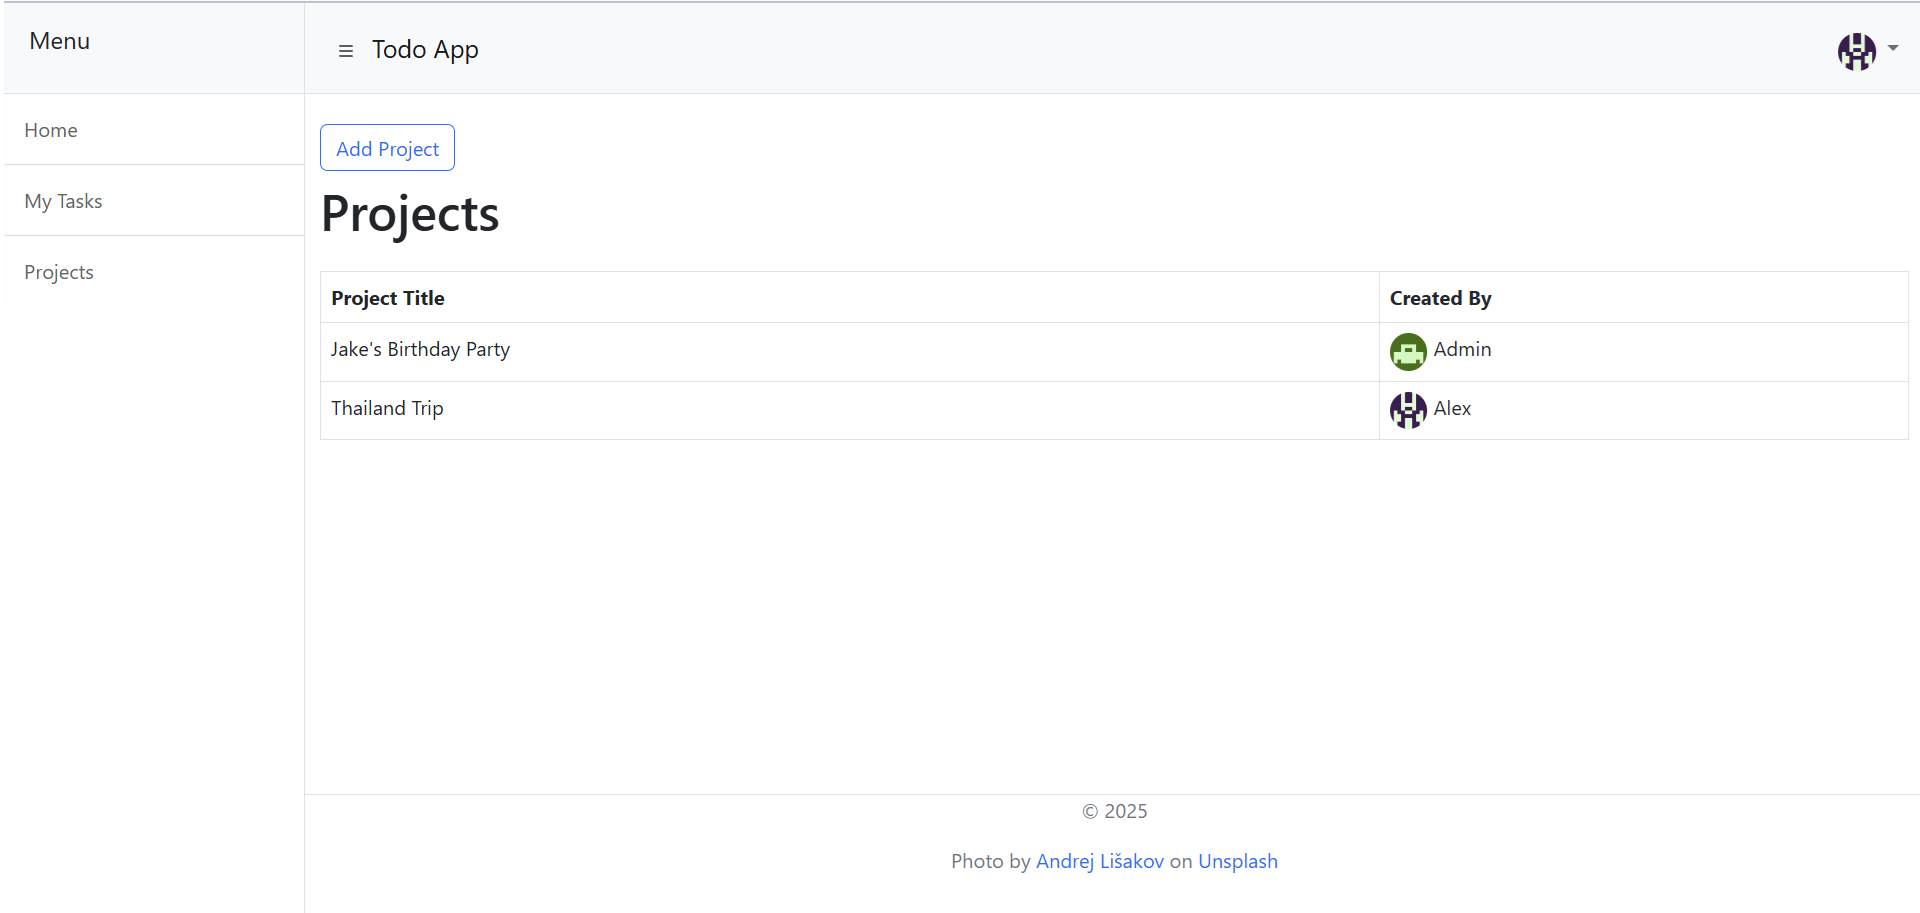 Menu
Todo App
Home
My Tasks
Projects
Add Project
Projects
Project Title Created By
Jake's Birthday Party Admin
Thailand Trip Alex
© 2025
Photo by Andrej Lišakov on Unsplash